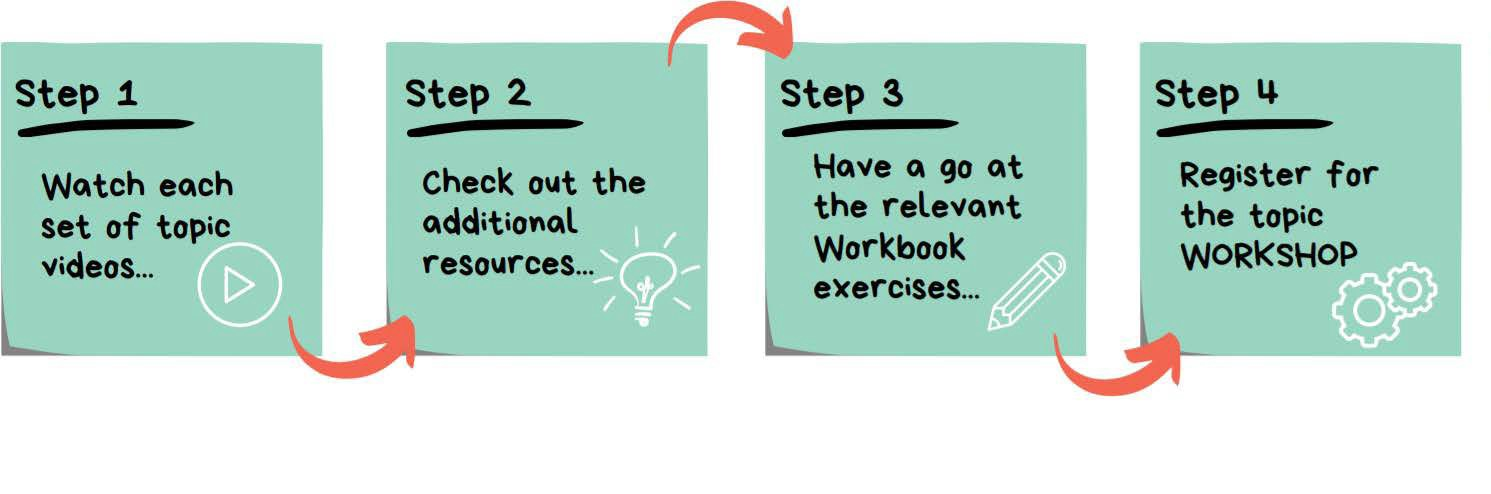 Step 1
Watch each
set of topic
videos...
Step 2
Check out the
additional
resources...
Step 3
Have a go at
the relevant
Workbook
exercises...
Step 4
Register for
the topic
WORKSHOP